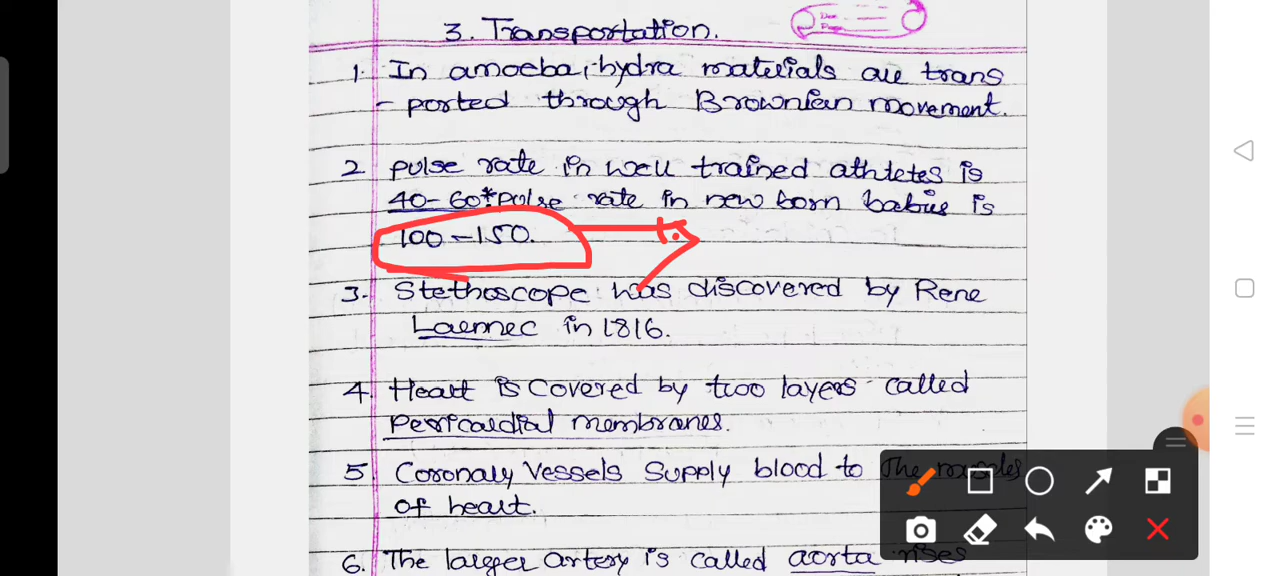 3. Transportation.
1. In amoeba, hydra materials are trans
- ported through Brownian movement.
2 pulse rate in well trained athletes is
40-60* pulse rate in new born babies is
100-150.
3. Stethoscope was discovered by Rene
Laennec in 1816.
4. Heart is covered by two layers called
Pericardial membranes.
5. Coronary vessels supply blood to The
of heart.
6. The larger artery is called aorta rises